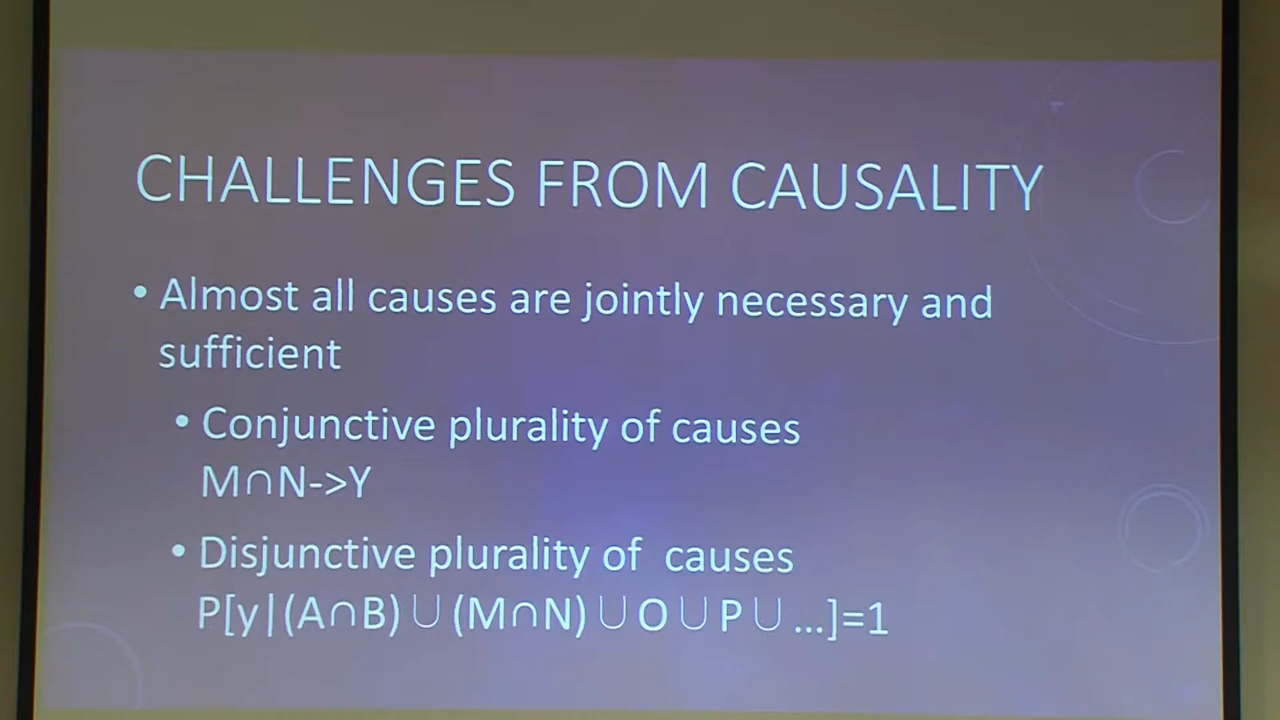 CHALLENGES FROM CAUSALITY
• Almost all causes are jointly necessary and
sufficient
• Conjunctive plurality of causes
M∩N->Y
• Disjunctive plurality of  causes
P[y|(A∩B)∪(M∩N)∪O∪P∪…]=1